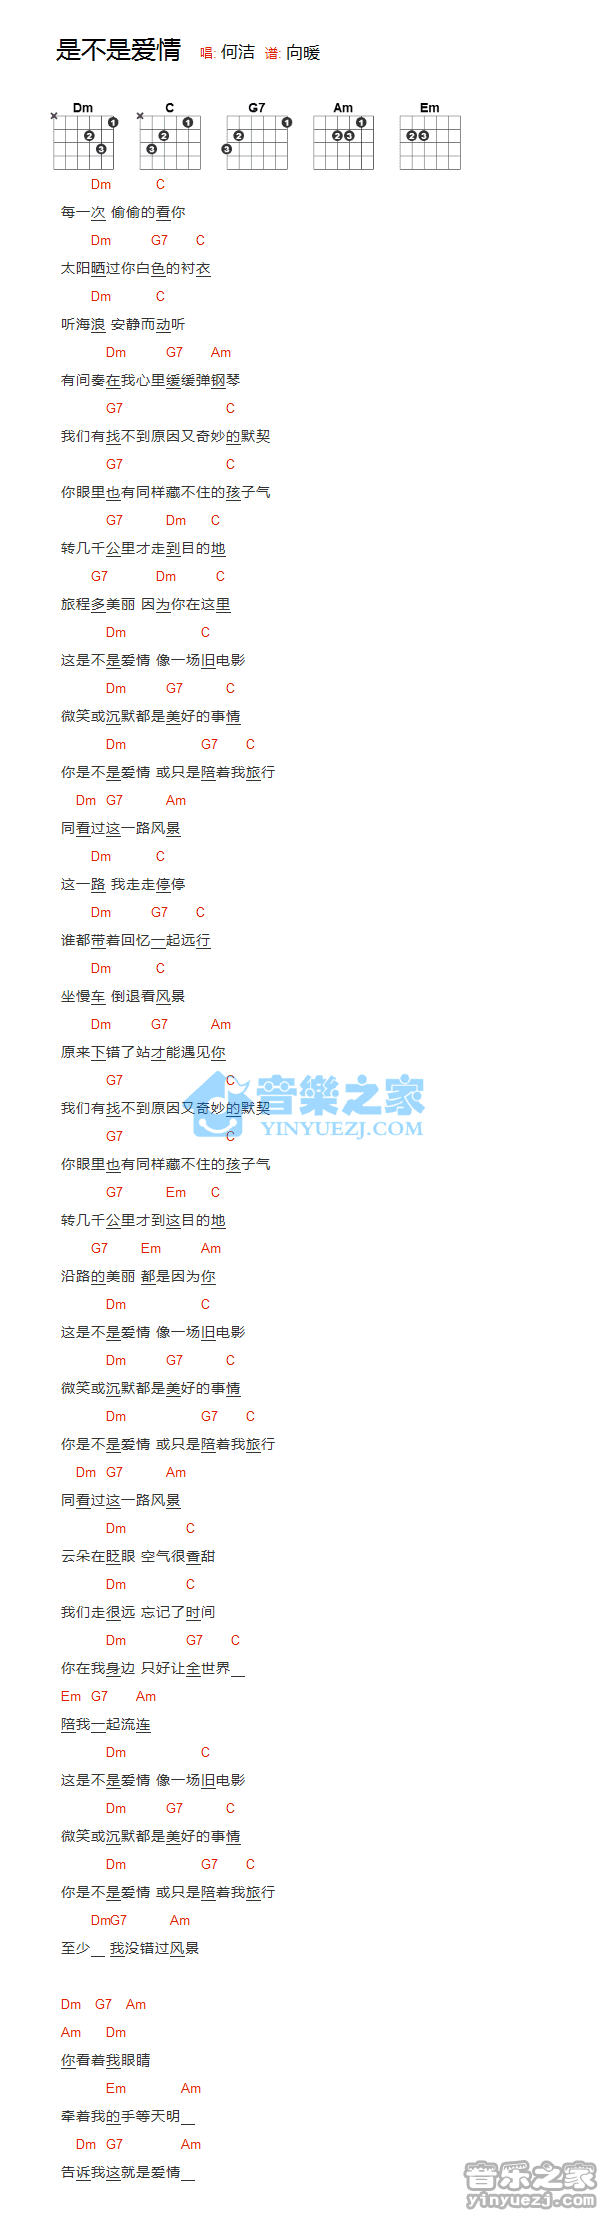 是不是爱情 唱: 何洁 谱: 向暖
Dm C G7 Am Em
Dm C
每一次 偷偷的看你
Dm G7 C
太阳晒过你白色的衬衣
Dm C
听海浪 安静而动听
Dm G7 Am
有间奏在我心里缓缓弹钢琴
G7 C
我们有找不到原因又奇妙的默契
G7 C
你眼里也有同样藏不住的孩子气
G7 Dm C
转几千公里才走到目的地
G7 Dm C
旅程多美丽 因为你在这里
Dm C
这是不是爱情 像一场旧电影
Dm G7 C
微笑或沉默都是美好的事情
Dm G7 C
你是不是爱情 或只是陪着我旅行
Dm G7 Am
同看过这一路风景
Dm C
这一路 我走走停停
Dm G7 C
谁都带着回忆一起远行
Dm C
坐慢车 倒退看风景
Dm G7 Am
原来下错了站才能遇见你
G7 C
我们有找不到原因又奇妙的默契
G7 C
你眼里也有同样藏不住的孩子气
G7 Em C
转几千公里才到这目的地
G7 Em Am
沿路的美丽 都是因为你
Dm C
这是不是爱情 像一场旧电影
Dm G7 C
微笑或沉默都是美好的事情
Dm G7 C
你是不是爱情 或只是陪着我旅行
Dm G7 Am
同看过这一路风景
Dm C
云朵在眨眼 空气很香甜
Dm C
我们走很远 忘记了时间
Dm G7 C
你在我身边 只好让全世界__
Em G7 Am
陪我一起流连
Dm C
这是不是爱情 像一场旧电影
Dm G7 C
微笑或沉默都是美好的事情
Dm G7 C
你是不是爱情 或只是陪着我旅行
DmG7 Am
至少__ 我没错过风景
Dm G7 Am
Am Dm
你看着我眼睛
Em Am
牵着我的手等天明__
Dm G7 Am
告诉我这就是爱情__
音樂之家
YINYUEZJ.COM
音乐之家
yinyuezj.com